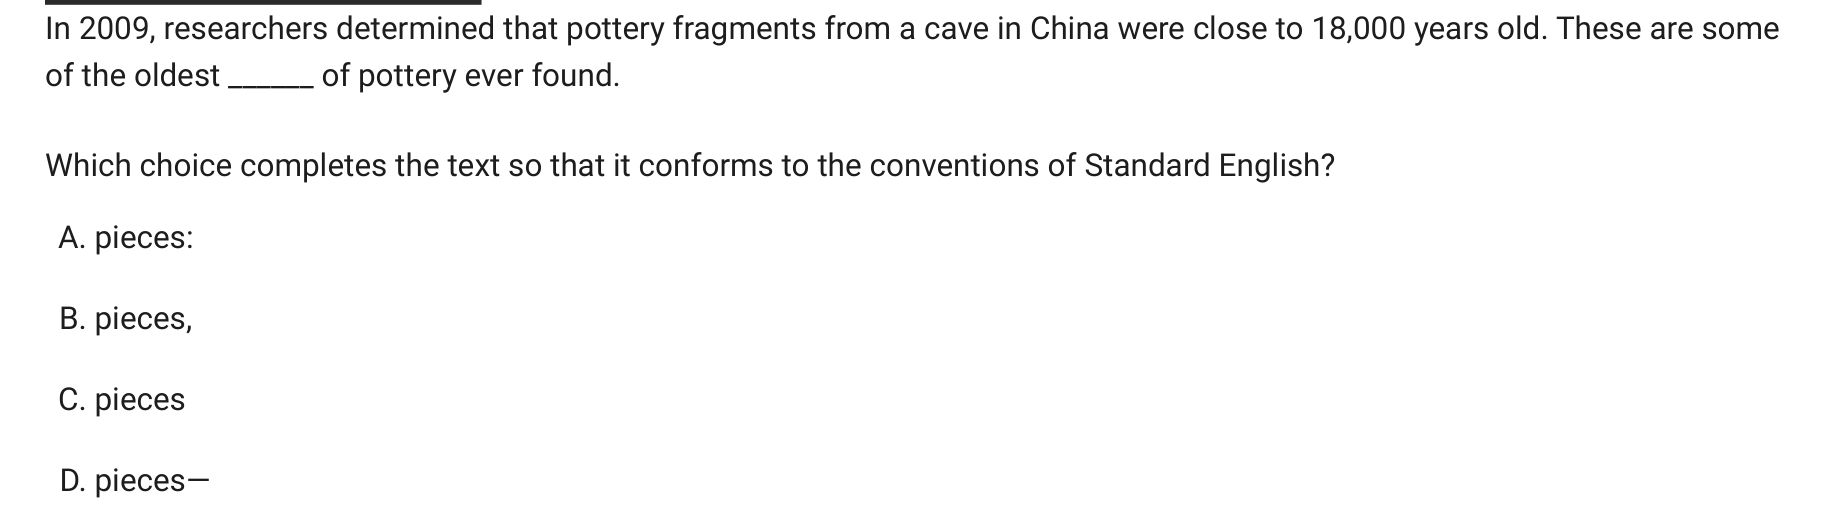 In 2009, researchers determined that pottery fragments from a cave in China were close to 18,000 years old. These are some
of the oldest ______ of pottery ever found.
Which choice completes the text so that it conforms to the conventions of Standard English?
A. pieces:
B. pieces,
C. pieces
D. pieces—